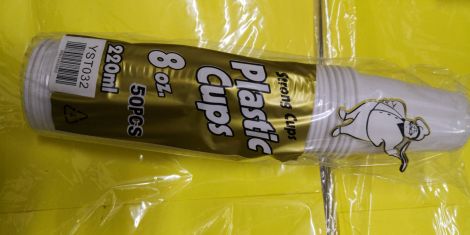 Strong Cups
Plastic
Cups
8 oz.
220ml
50PCS
YST032